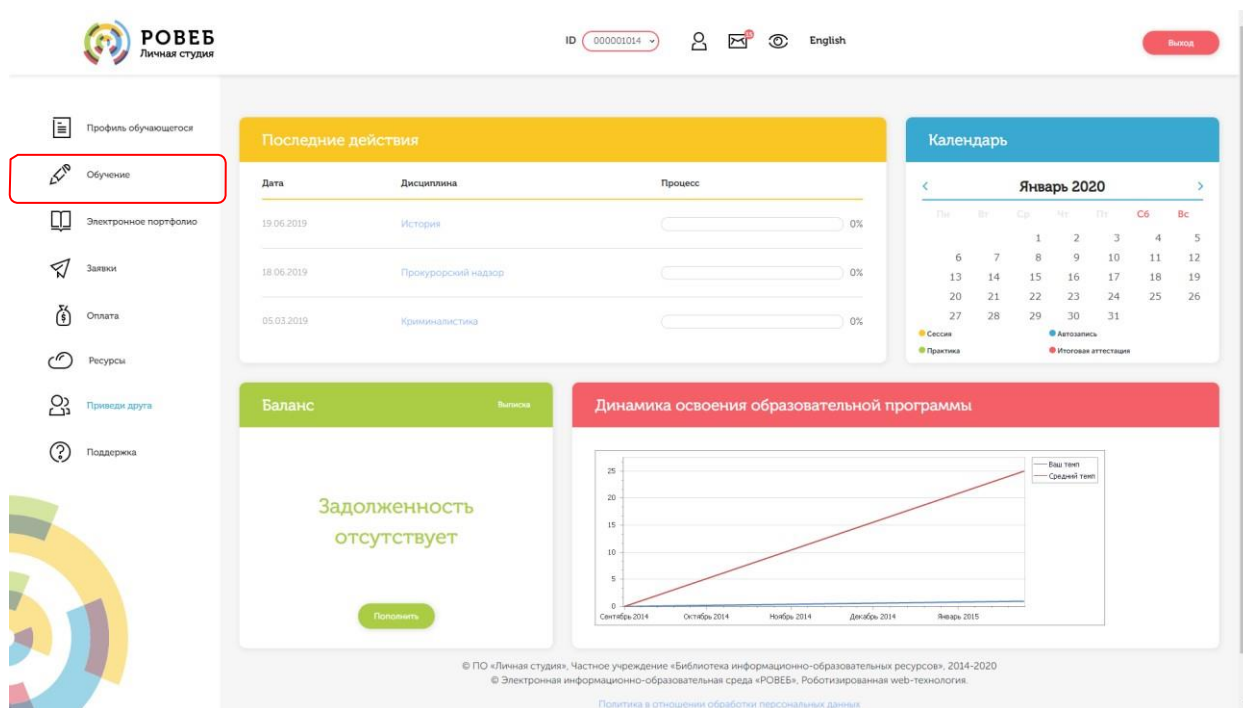 РОВЕБ
Личная студия
ID 000001014
15
English
Выход
Профиль обучающегося
Обучение
Электронное портфолио
Заявки
Оплата
Ресурсы
Приведи друга
Поддержка
Последние действия
Дата Дисциплина Процесс
19.06.2019 История 0%
18.06.2019 Прокурорский надзор 0%
05.03.2019 Криминалистика 0%
Календарь
< Январь 2020 >
Пн Вт Ср Чт Пт Сб Вс
1 2 3 4 5
6 7 8 9 10 11 12
13 14 15 16 17 18 19
20 21 22 23 24 25 26
27 28 29 30 31
Сессия Автозапись
Практика Итоговая аттестация
Баланс Выписка
Задолженность
отсутствует
Пополнить
Динамика освоения образовательной программы
25
20
15
10
5
0
Сентябрь 2014 Октябрь 2014 Ноябрь 2014 Декабрь 2014 Январь 2015
Ваш темп
Средний темп
© ПО «Личная студия», Частное учреждение «Библиотека информационно-образовательных ресурсов», 2014-2020
© Электронная информационно-образовательная среда «РОВЕБ», Роботизированная web-технология.
Политика в отношении обработки персональных данных